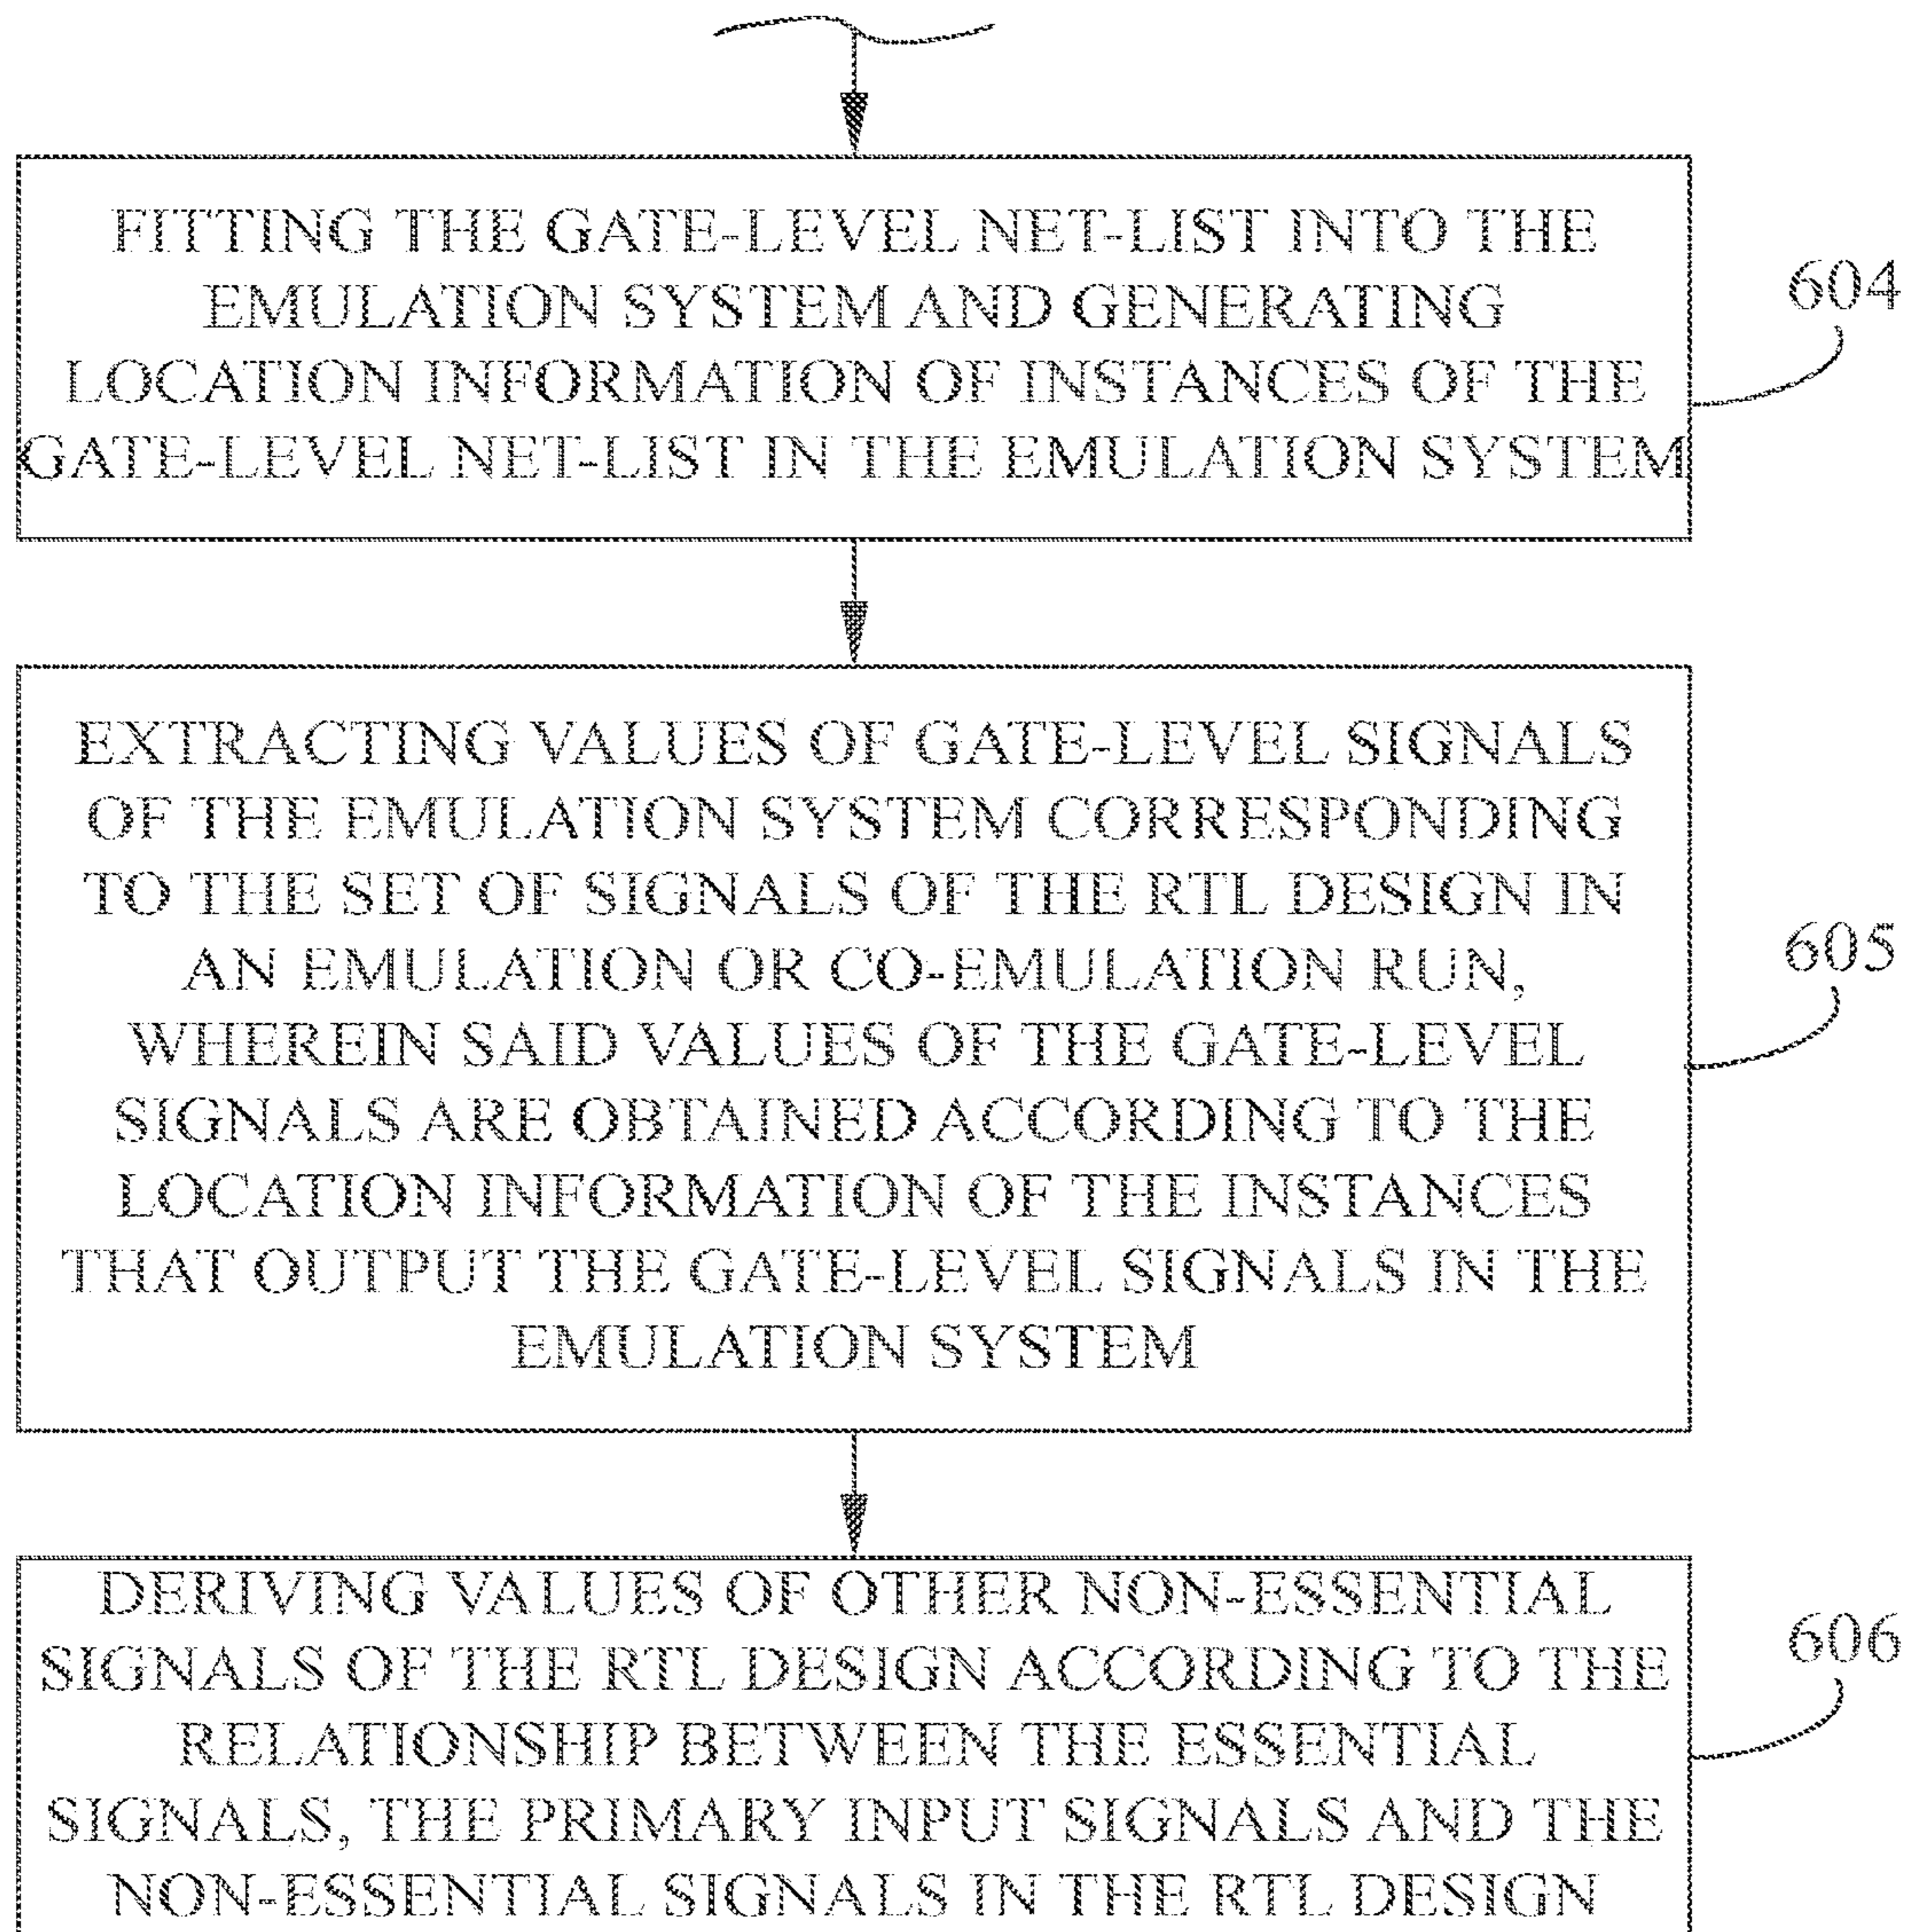 FITTING THE GATE-LEVEL NET-LIST INTO THE
EMULATION SYSTEM AND GENERATING
LOCATION INFORMATION OF INSTANCES OF THE
GATE-LEVEL NET-LIST IN THE EMULATION SYSTEM
604
EXTRACTING VALUES OF GATE-LEVEL SIGNALS
OF THE EMULATION SYSTEM CORRESPONDING
TO THE SET OF SIGNALS OF THE RTL DESIGN IN
AN EMULATION OR CO-EMULATION RUN,
WHEREIN SAID VALUES OF THE GATE-LEVEL
SIGNALS ARE OBTAINED ACCORDING TO THE
LOCATION INFORMATION OF THE INSTANCES
THAT OUTPUT THE GATE-LEVEL SIGNALS IN THE
EMULATION SYSTEM
605
DERIVING VALUES OF OTHER NON-ESSENTIAL
SIGNALS OF THE RTL DESIGN ACCORDING TO THE
RELATIONSHIP BETWEEN THE ESSENTIAL
SIGNALS, THE PRIMARY INPUT SIGNALS AND THE
NON-ESSENTIAL SIGNALS IN THE RTL DESIGN
606